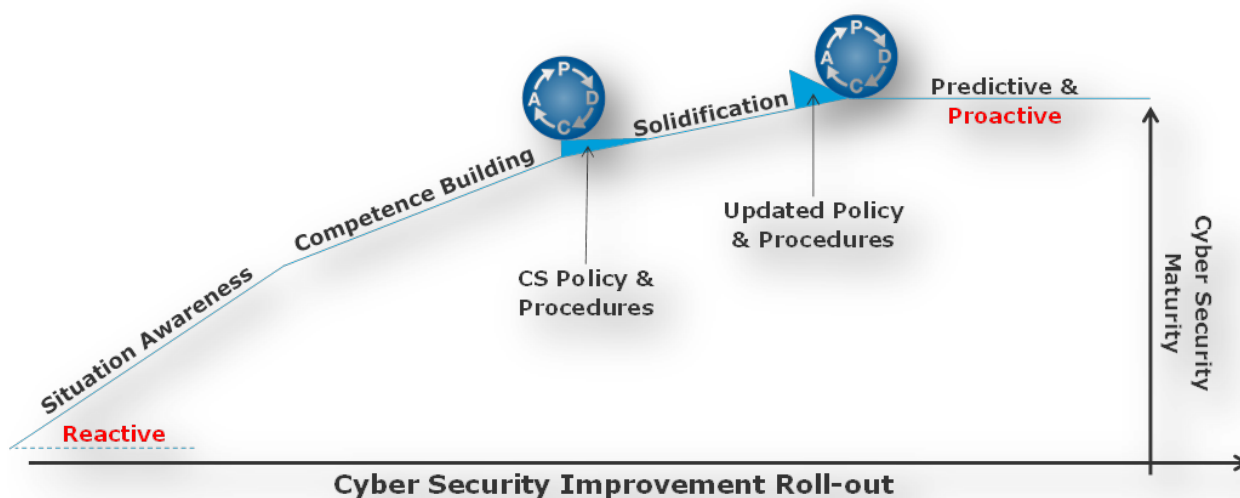 P
D
C
A
P
D
C
A
Predictive &
Proactive
Solidification
Competence Building
Situation Awareness
Updated Policy
& Procedures
CS Policy &
Procedures
Cyber Security
Maturity
Reactive
Cyber Security Improvement Roll-out